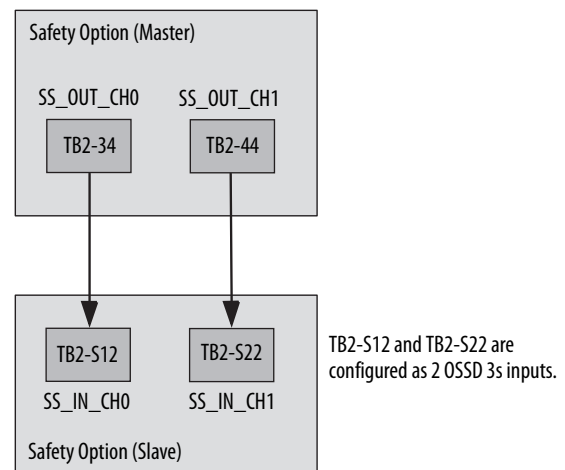 Safety Option (Master)
SS_OUT_CH0 SS_OUT_CH1
TB2-34 TB2-44
TB2-S12 TB2-S22
SS_IN_CH0 SS_IN_CH1
Safety Option (Slave)
TB2-S12 and TB2-S22 are
configured as 2 OSSD 3s inputs.